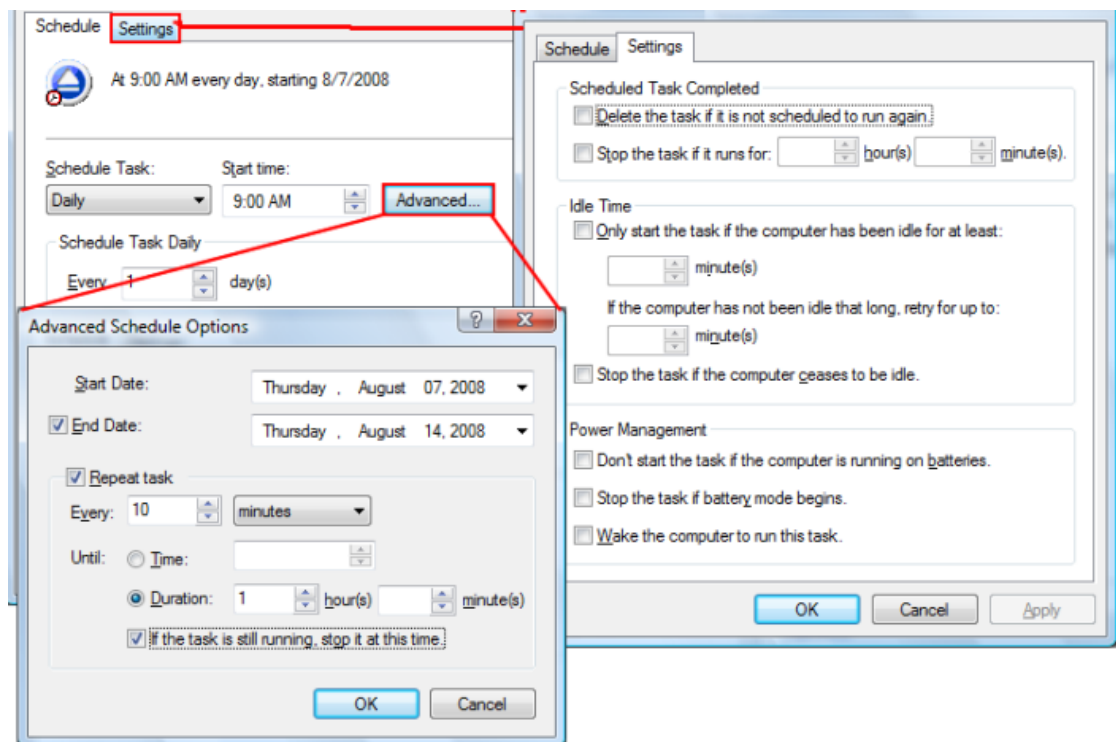 Schedule Settings
At 9:00 AM every day, starting 8/7/2008
Schedule Task: Start time:
Daily 9:00 AM Advanced...
Schedule Task Daily
Every 1 day(s)
Advanced Schedule Options
Start Date: Thursday , August 07, 2008
End Date: Thursday , August 14, 2008
Repeat task
Every: 10 minutes
Until: Time:
Duration: 1 hour(s) minute(s)
If the task is still running, stop it at this time.
OK Cancel
Schedule Settings
Scheduled Task Completed
Delete the task if it is not scheduled to run again.
Stop the task if it runs for: hour(s) minute(s).
Idle Time
Only start the task if the computer has been idle for at least:
minute(s)
If the computer has not been idle that long, retry for up to:
minute(s)
Stop the task if the computer ceases to be idle.
Power Management
Don't start the task if the computer is running on batteries.
Stop the task if battery mode begins.
Wake the computer to run this task.
OK Cancel Apply